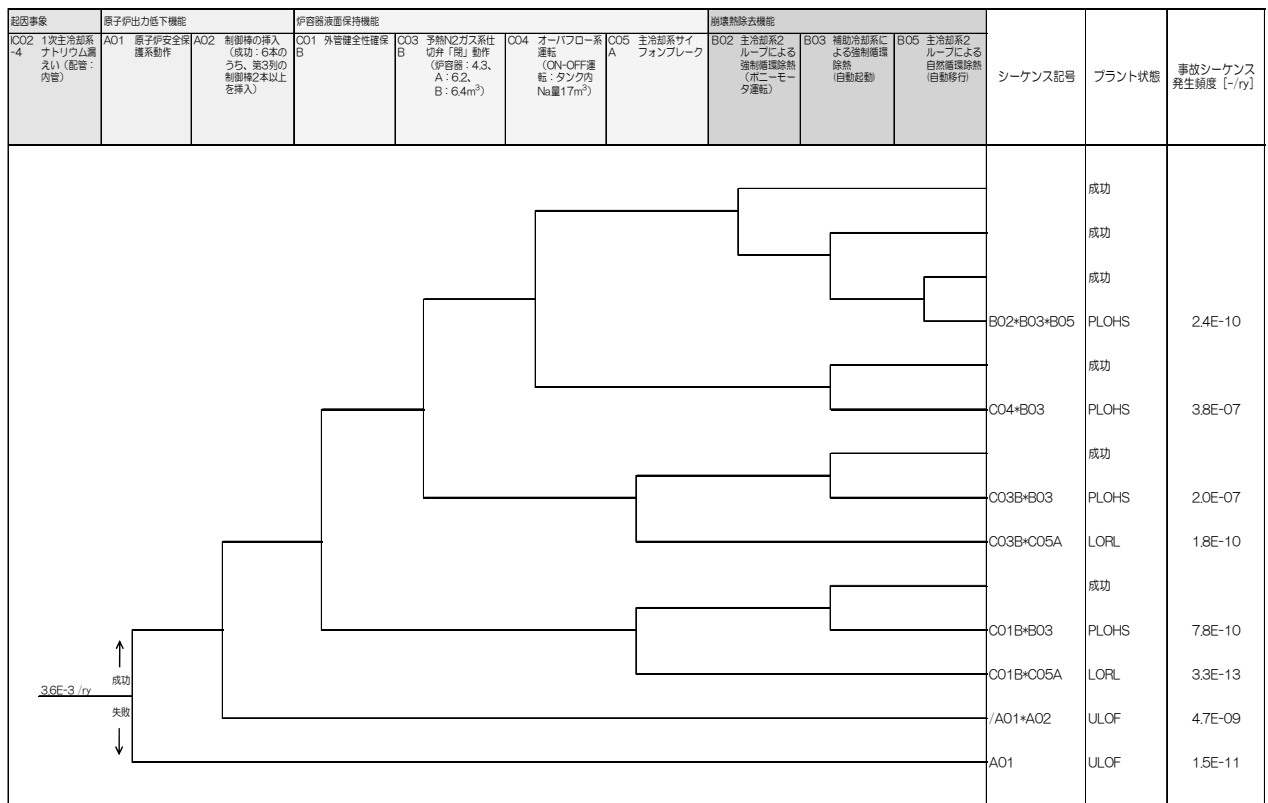 起因事象
原子炉出力低下機能
炉容器液面保持機能
崩壊熱除去機能
IC02 1次主冷却系
-4 ナトリウム漏
えい(配管:
内管)
A01 原子炉安全保
護系動作
A02 制御棒の挿入
(成功:6本の
うち、第3列の
制御棒2本以上
を挿入)
C01 外管健全性確保
B
C03 予熱N2ガス系仕
B 切弁「閉」動作
(炉容器:4.3、
A:6.2、
B:6.4m³)
C04 オーバフロー系
運転
(ON-OFF運
転:タンク内
Na量17m³)
C05 主冷却系サイ
A フォンブレーク
B02 主冷却系2
ループによる
強制循環除熱
(ポニーモー
タ運転)
B03 補助冷却系に
よる強制循環
除熱
(自動起動)
B05 主冷却系2
ループによる
自然循環除熱
(自動移行)
シーケンス記号
プラント状態
事故シーケンス
発生頻度 [-/ry]
成功
成功
成功
B02*B03*B05 PLOHS 2.4E-10
成功
C04*B03 PLOHS 3.8E-07
成功
C03B*B03 PLOHS 2.0E-07
C03B*C05A LORL 1.8E-10
成功
C01B*B03 PLOHS 7.8E-10
C01B*C05A LORL 3.3E-13
成功
3.6E-3 /ry
失敗
/A01*A02 ULOF 4.7E-09
A01 ULOF 1.5E-11